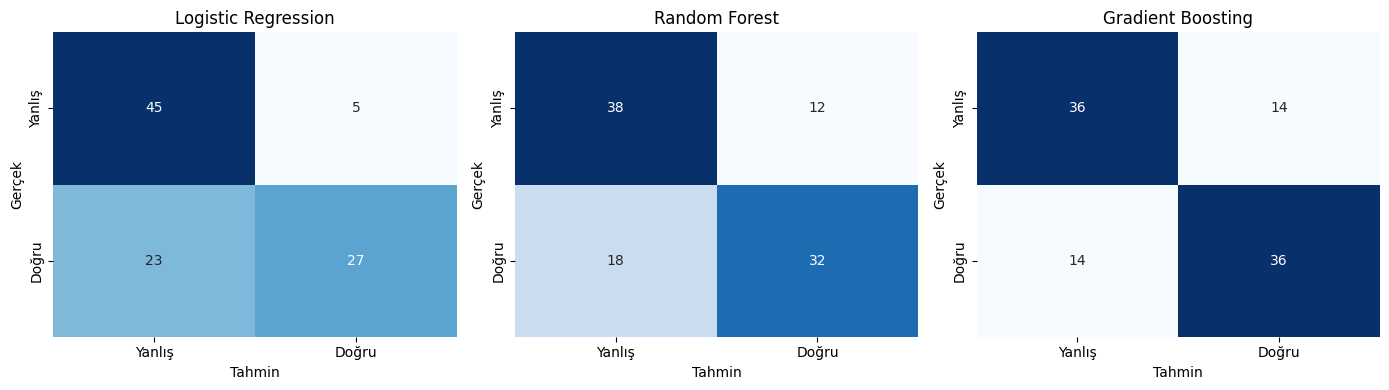 Logistic Regression
Yanlış
Doğru
Gerçek
45
5
23
27
Yanlış
Doğru
Tahmin
Random Forest
Yanlış
Doğru
Gerçek
38
12
18
32
Yanlış
Doğru
Tahmin
Gradient Boosting
Yanlış
Doğru
Gerçek
36
14
14
36
Yanlış
Doğru
Tahmin